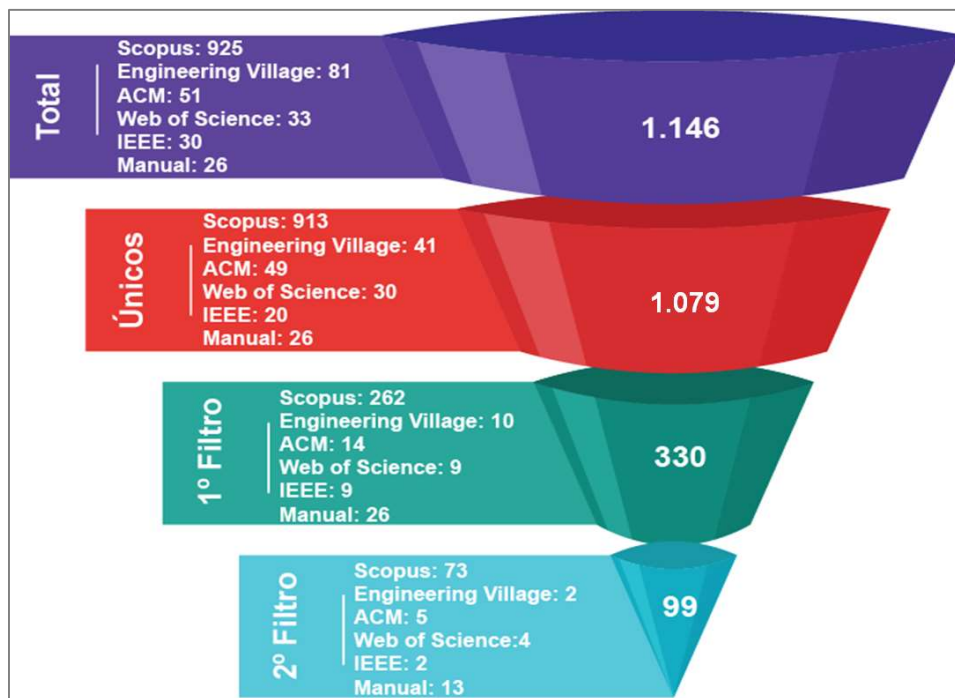 Total
Scopus: 925
Engineering Village: 81
ACM: 51
Web of Science: 33
IEEE: 30
Manual: 26
1.146
Únicos
Scopus: 913
Engineering Village: 41
ACM: 49
Web of Science: 30
IEEE: 20
Manual: 26
1.079
1º Filtro
Scopus: 262
Engineering Village: 10
ACM: 14
Web of Science: 9
IEEE: 9
Manual: 26
330
2º Filtro
Scopus: 73
Engineering Village: 2
ACM: 5
Web of Science:4
IEEE: 2
Manual: 13
99